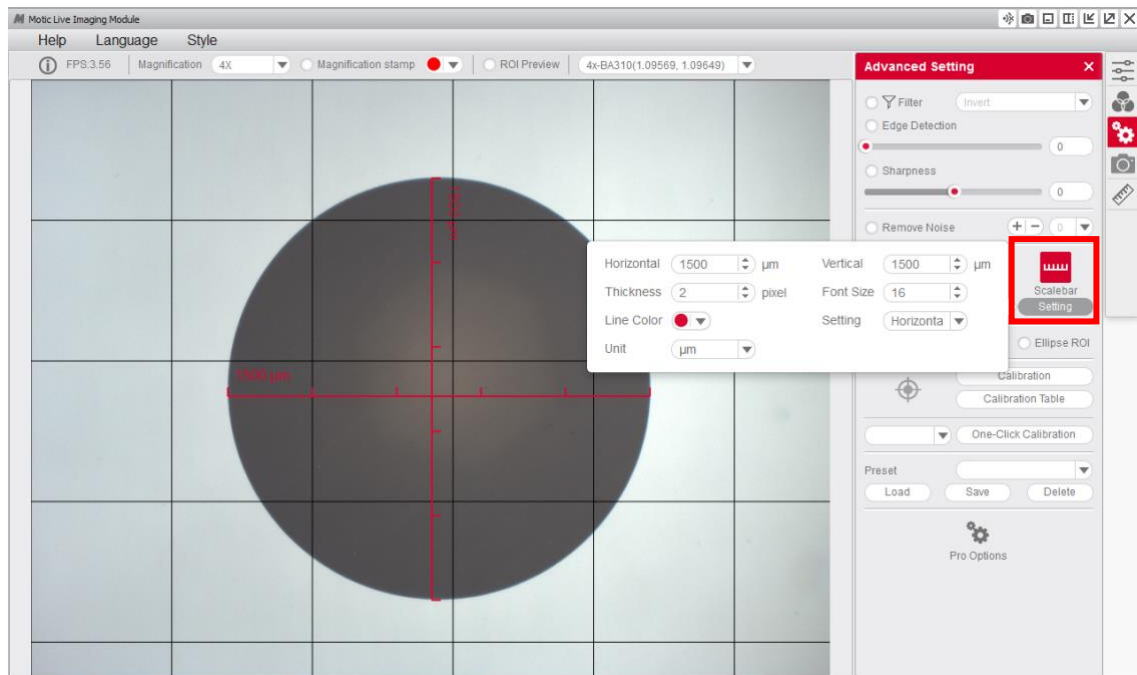 Motic Live Imaging Module
Help Language Style
FPS:3.56 Magnification 4X Magnification stamp ROI Preview 4x-BA310(1.09569, 1.09649)
Advanced Setting
Filter Invert
Edge Detection
0
Sharpness
0
Remove Noise + - 0
1500 µm
Horizontal 1500 µm Vertical 1500 µm
Thickness 2 pixel Font Size 16
Line Color Setting Horizonta
Unit µm
Scalebar
Setting
Ellipse ROI
1500 µm
Calibration
Calibration Table
One-Click Calibration
Preset
Load Save Delete
Pro Options